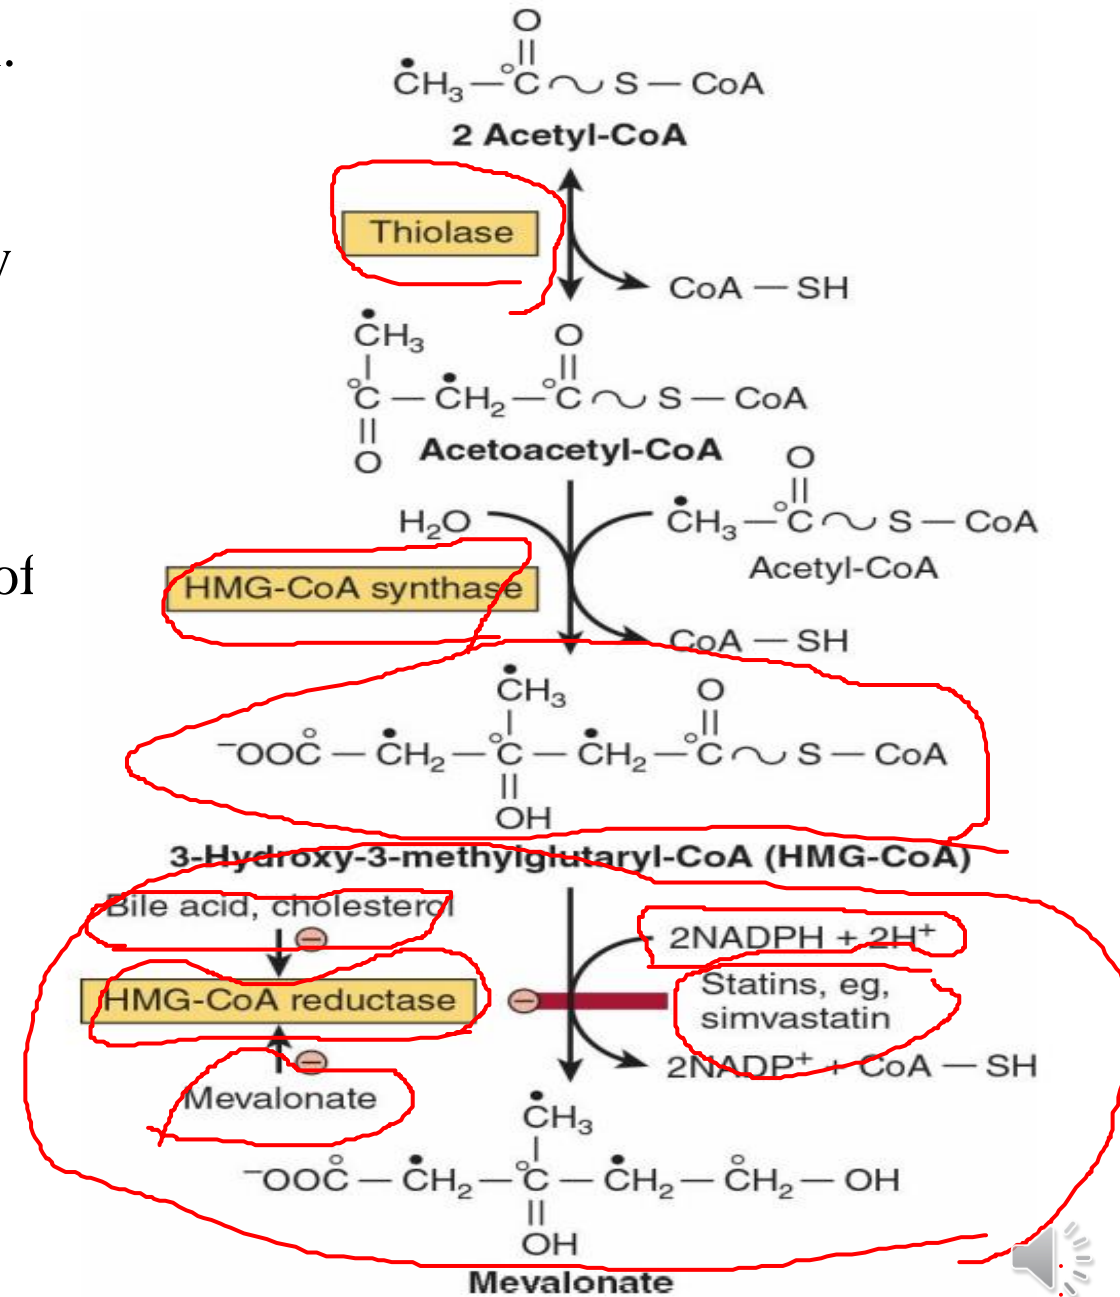 O
||
.
CH3 — C ~ S — CoA
2 Acetyl-CoA
Thiolase
CoA — SH
CH3 O
| ||
C — CH2 — C ~ S — CoA
||
O Acetoacetyl-CoA
O
||
H2O CH3 — C ~ S — CoA
Acetyl-CoA
of
HMG-CoA synthase
CoA — SH
CH3 O
| ||
–OOC — CH2 — C — CH2 — C ~ S — CoA
||
OH
3-Hydroxy-3-methylglutaryl-CoA (HMG-CoA)
Bile acid, cholesterol
−
2NADPH + 2H+
HMG-CoA reductase
−
Statins, eg,
simvastatin
−
2NADP+ + CoA — SH
Mevalonate
CH3
|
–OOC — CH2 — C — CH2 — CH2 — OH
||
OH
Mevalonate